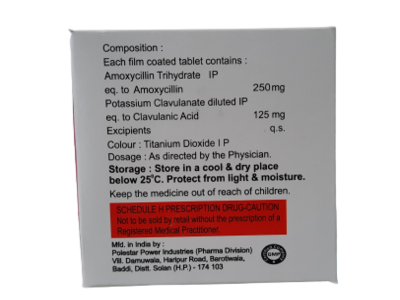 Composition :
Each film coated tablet contains :
Amoxycillin Trihydrate IP
eq. to Amoxycillin 250 mg
Potassium Clavulanate diluted IP
eq. to Clavulanic Acid 125 mg
Excipients q.s.
Colour : Titanium Dioxide I P
Dosage : As directed by the Physician.
Storage : Store in a cool & dry place
below 25°C. Protect from light & moisture.
Keep the medicine out of reach of children.
SCHEDULE H PRESCRIPTION DRUG-CAUTION
Not to be sold by retail without the prescription of a
Registered Medical Practitioner.
Mfd. in India by :
Polestar Power Industries (Pharma Division)
Vill. Damuwala, Haripur Road, Barotiwala,
Baddi, Distt. Solan (H.P.) - 174 103
GMP